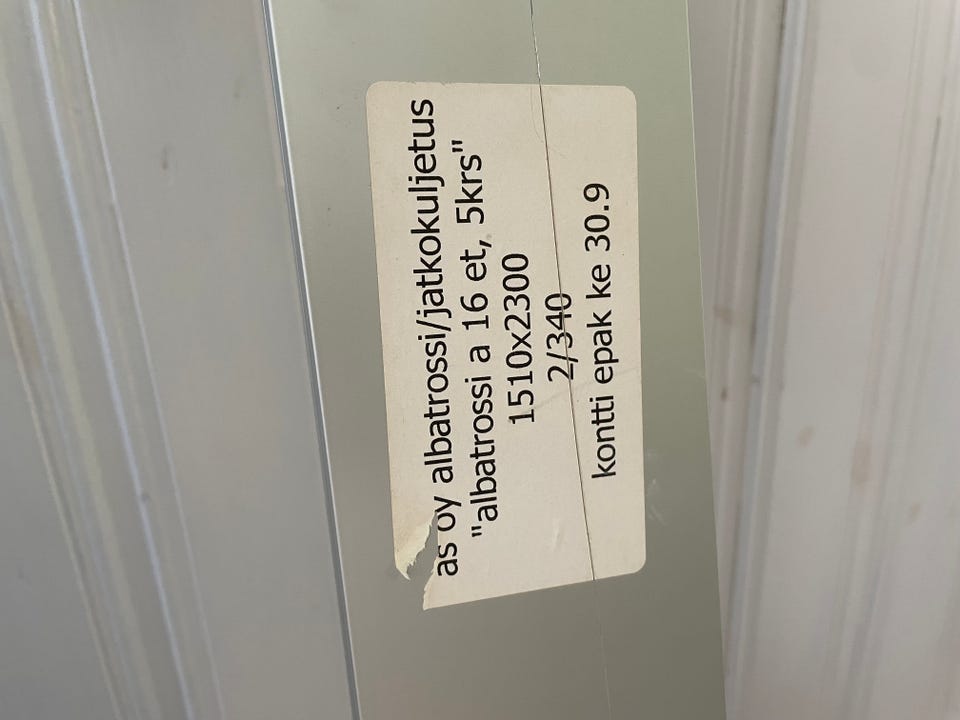 as oy albatrossi/jatkokuljetus
"albatrossi a 16 et, 5krs"
1510x2300
2/340
kontti epak ke 30.9